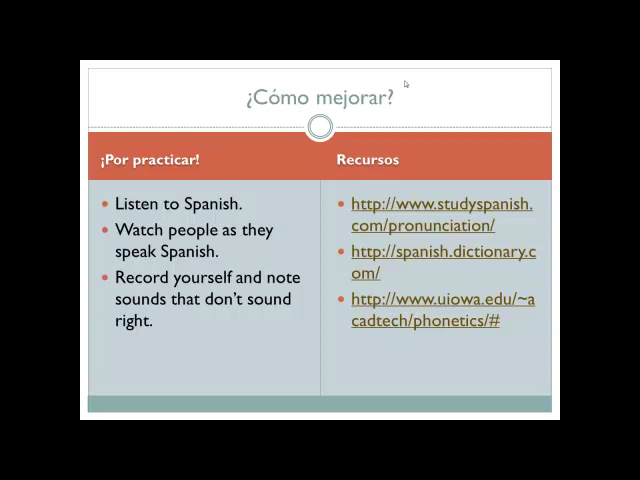 ¿Cómo mejorar?
¡Por practicar!
Recursos
Listen to Spanish.
Watch people as they
speak Spanish.
Record yourself and note
sounds that don't sound
right.
http://www.studyspanish.
com/pronunciation/
http://spanish.dictionary.c
om/
http://www.uiowa.edu/~a
cadtech/phonetics/#